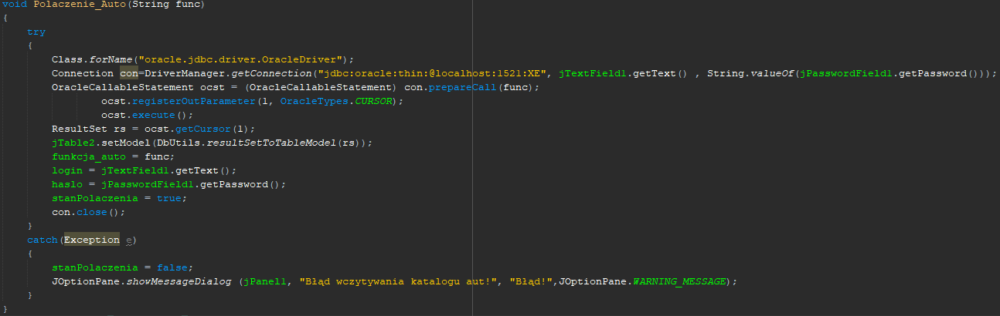 void Polaczenie_Auto(String func)
{
try
{
Class.forName("oracle.jdbc.driver.OracleDriver");
Connection con=DriverManager.getConnection("jdbc:oracle:thin:@localhost:1521:XE", jTextField1.getText() , String.valueOf(jPasswordField1.getPassword()));
OracleCallableStatement ocst = (OracleCallableStatement) con.prepareCall(func);
ocst.registerOutParameter(1, OracleTypes.CURSOR);
ocst.execute();
ResultSet rs = ocst.getCursor(1);
jTable2.setModel(DbUtils.resultSetToTableModel(rs));
funkcja_auto = func;
login = jTextField1.getText();
haslo = jPasswordField1.getPassword();
stanPolaczenia = true;
con.close();
}
catch(Exception e)
{
stanPolaczenia = false;
JOptionPane.showMessageDialog (jPanel1, "Błąd wczytywania katalogu aut!", "Błąd!",JOptionPane.WARNING_MESSAGE);
}
}